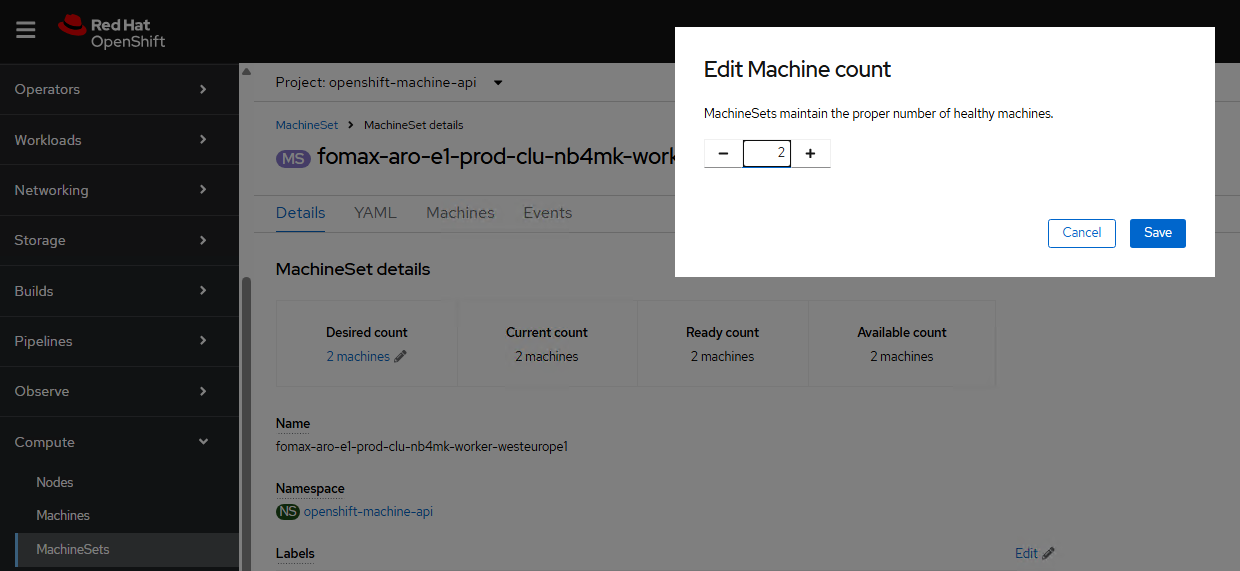 Red Hat
OpenShift
Operators
Workloads
Networking
Storage
Builds
Pipelines
Observe
Compute
Nodes
Machines
MachineSets
Project: openshift-machine-api
MachineSet > MachineSet details
MS fomax-aro-e1-prod-clu-nb4mk-work
Details YAML Machines Events
MachineSet details
Desired count Current count Ready count Available count
2 machines 2 machines 2 machines 2 machines
Name
fomax-aro-e1-prod-clu-nb4mk-worker-westeurope1
Namespace
NS openshift-machine-api
Labels Edit
Edit Machine count
MachineSets maintain the proper number of healthy machines.
− 2 +
Cancel Save